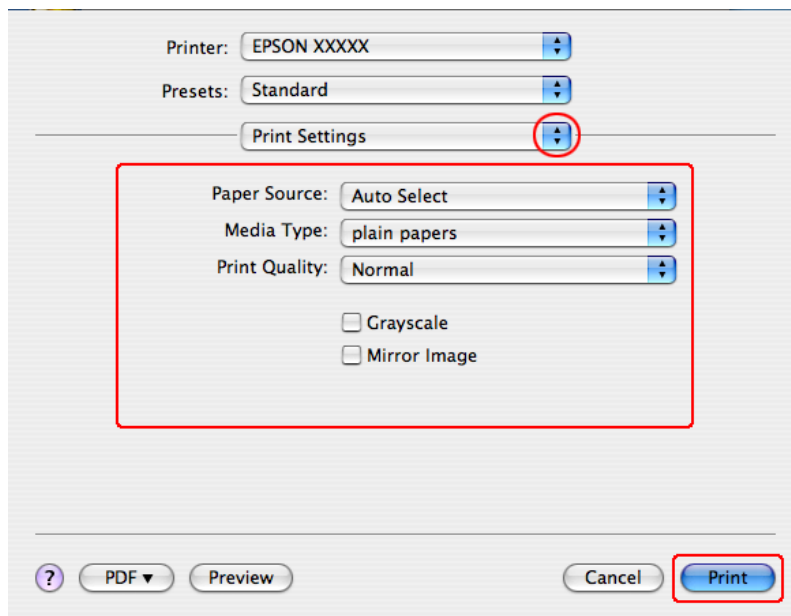 Printer: EPSON XXXXX
Presets: Standard
Print Settings
Paper Source: Auto Select
Media Type: plain papers
Print Quality: Normal
Grayscale
Mirror Image
? PDF ▼ Preview Cancel Print